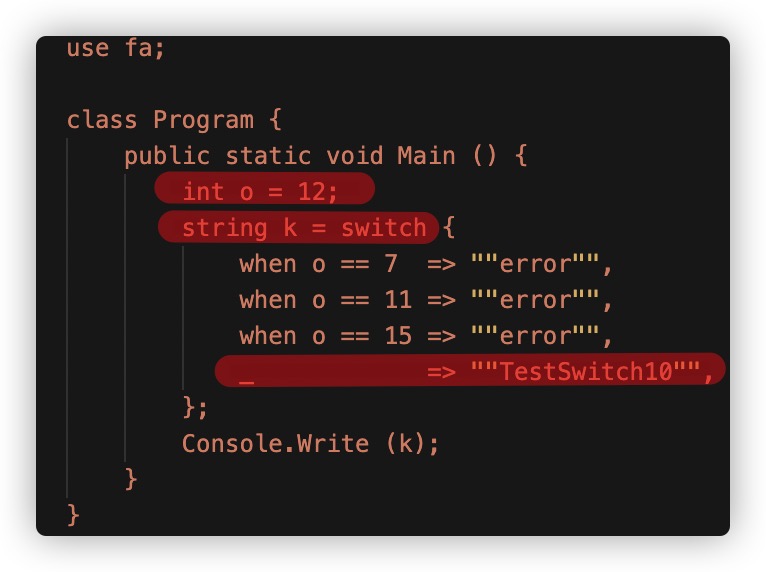 use fa;
class Program {
public static void Main () {
int o = 12;
string k = switch {
when o == 7  => ""error"",
when o == 11 => ""error"",
when o == 15 => ""error"",
_            => ""TestSwitch10"",
};
Console.Write (k);
}
}